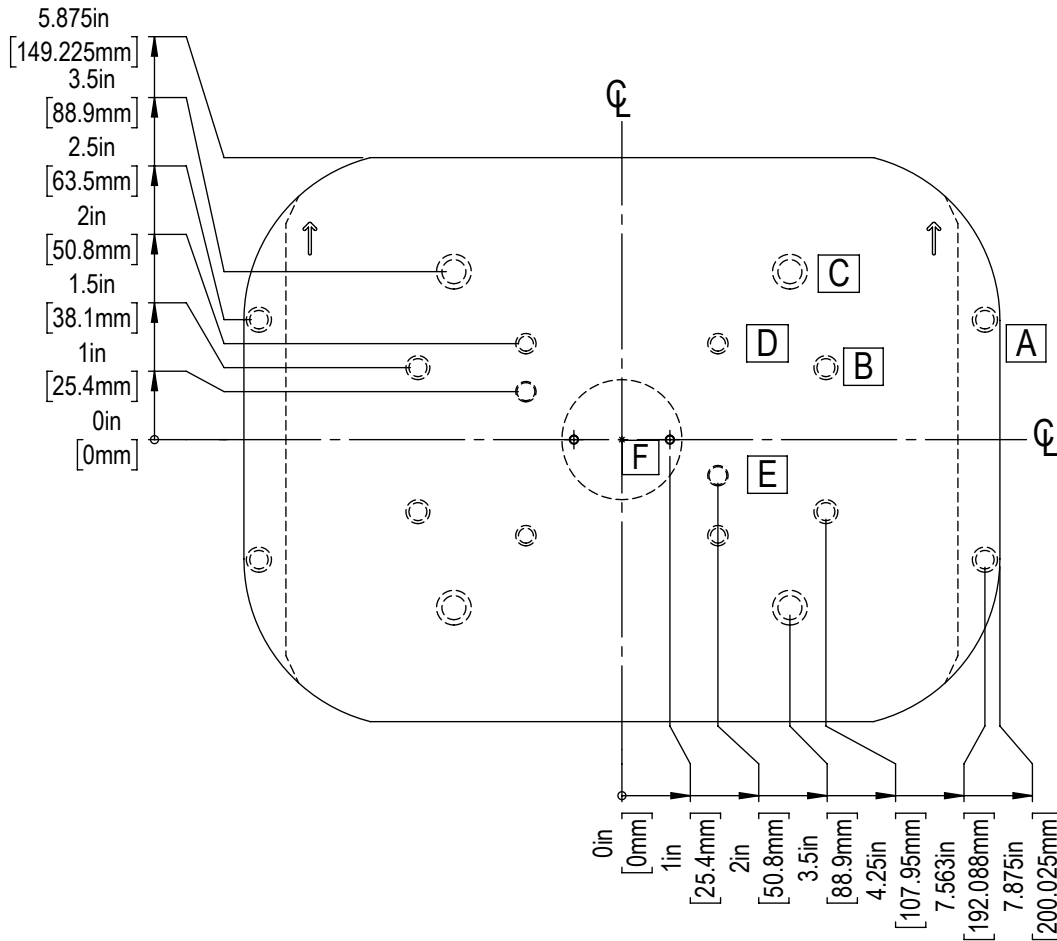 5.875in
[149.225mm]
3.5in
[88.9mm]
2.5in
[63.5mm]
2in
[50.8mm]
1.5in
[38.1mm]
1in
[25.4mm]
0in
[0mm]
℄
C
A
D
B
℄
F
E
0in
[0mm]
1in
[25.4mm]
2in
[50.8mm]
3.5in
[88.9mm]
4.25in
[107.95mm]
7.563in
[192.088mm]
7.875in
[200.025mm]